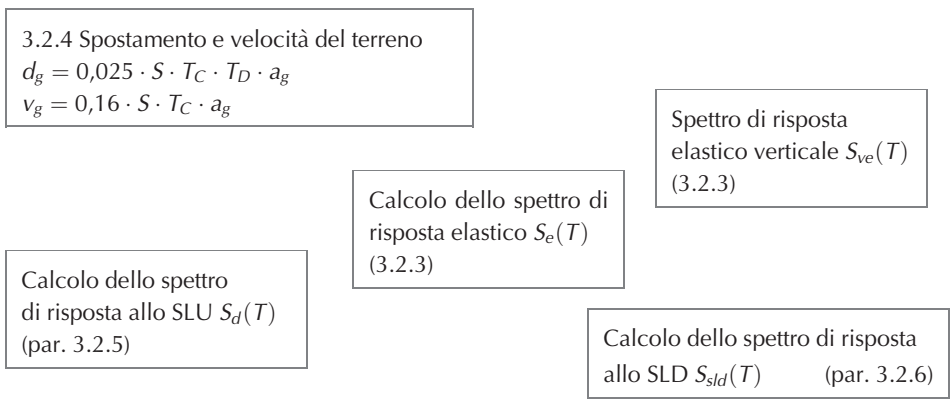 3.2.4 Spostamento e velocità del terreno
d_g = 0,025 · S · T_C · T_D · a_g
v_g = 0,16 · S · T_C · a_g
Spettro di risposta
elastico verticale S_ve(T)
(3.2.3)
Calcolo dello spettro di
risposta elastico S_e(T)
(3.2.3)
Calcolo dello spettro
di risposta allo SLU S_d(T)
(par. 3.2.5)
Calcolo dello spettro di risposta
allo SLD S_sld(T) (par. 3.2.6)